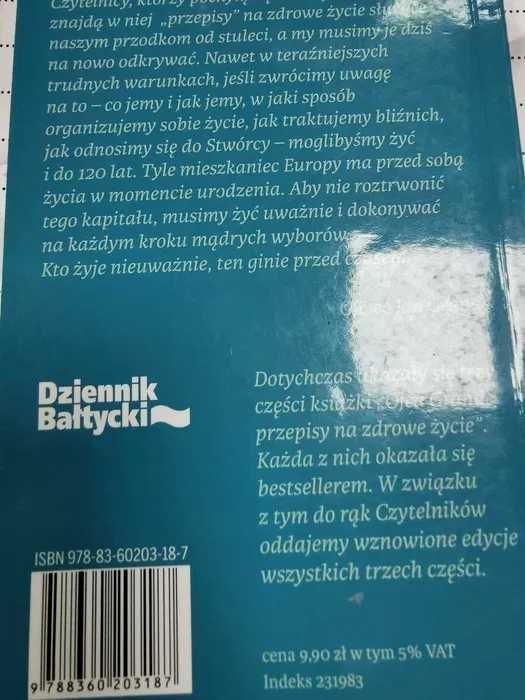 Czytelnicy, którzy
znajdą w niej „przepisy” na zdrowe życie
naszym przodkom od stuleci, a my musimy je dziś
na nowo odkrywać. Nawet w teraźniejszych
trudnych warunkach, jeśli zwrócimy uwagę
na to – co jemy i jak jemy, w jaki sposób
organizujemy sobie życie, jak traktujemy bliźnich,
jak odnosimy się do Stwórcy – moglibyśmy żyć
i do 120 lat. Tyle mieszkaniec Europy ma przed sobą
życia w momencie urodzenia. Aby nie roztrwonić
tego kapitału, musimy żyć uważnie i dokonywać
na każdym kroku mądrych wyborów.
Kto żyje nieuważnie, ten ginie przed
Dziennik
Bałtycki
Dotychczas ukazały się trzy
części książki „Ojca Grande
przepisy na zdrowe życie”.
Każda z nich okazała się
bestsellerem. W związku
z tym do rąk Czytelników
oddajemy wznowione edycje
wszystkich trzech części.
ISBN 978-83-60203-18-7
9 788360 203187
cena 9,90 zł w tym 5% VAT
Indeks 231983